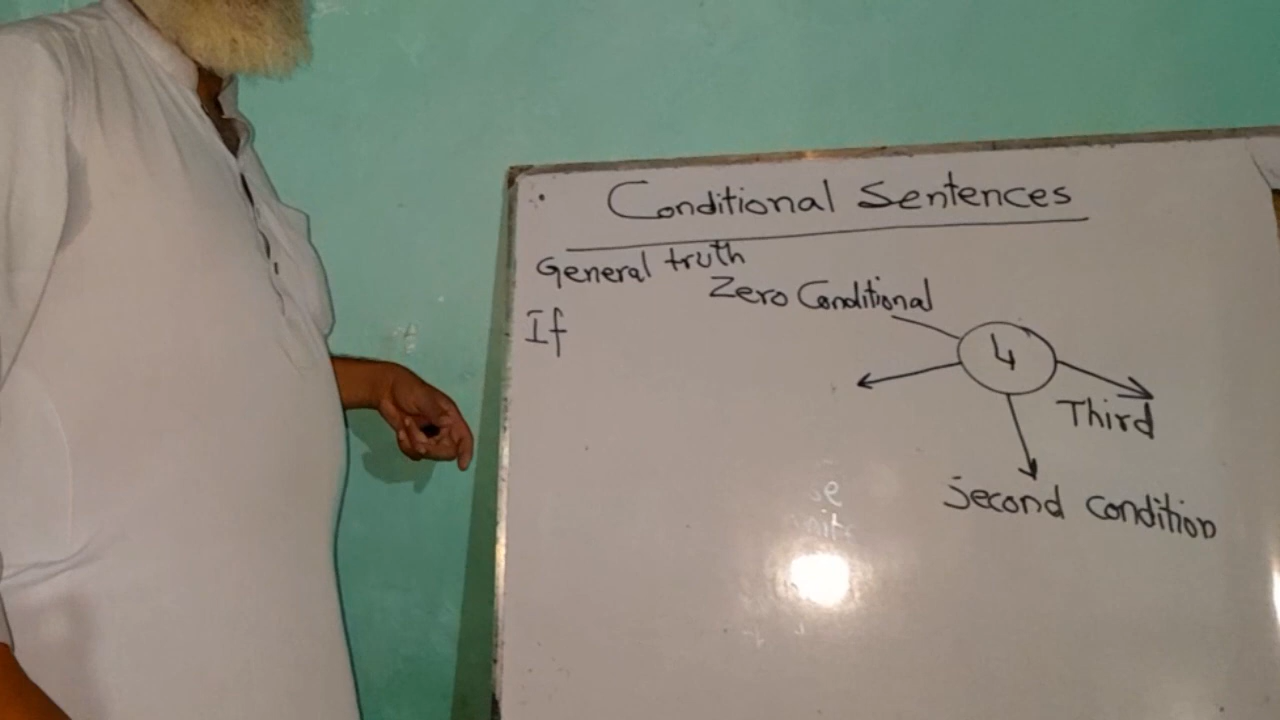 Conditional Sentences
General truth
Zero Conditional
If
4
Third
Second condition